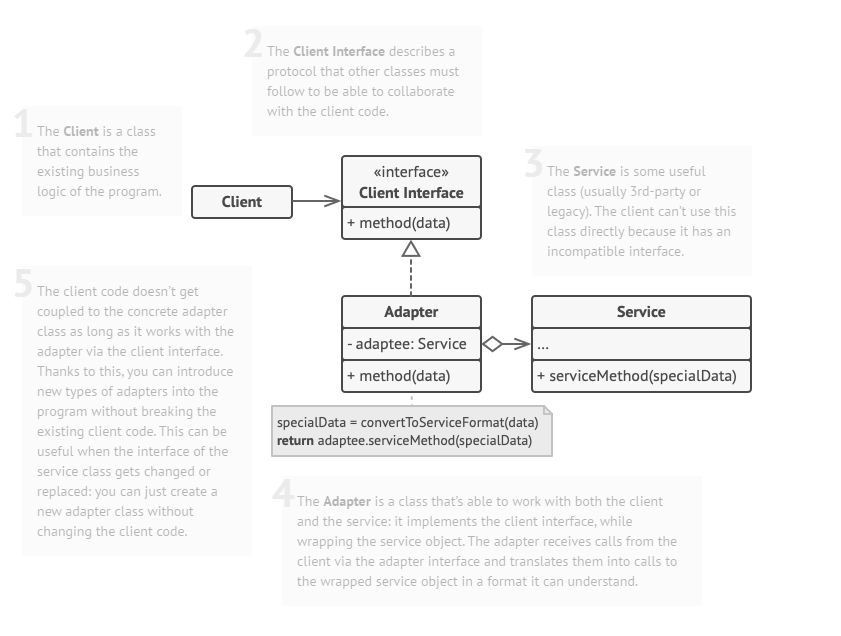 1
The Client is a class
that contains the
existing business
logic of the program.
2
The Client Interface describes a
protocol that other classes must
follow to be able to collaborate
with the client code.
3
The Service is some useful
class (usually 3rd-party or
legacy). The client can't use this
class directly because it has an
incompatible interface.
Client
«interface»
Client Interface
+ method(data)
Adapter
- adaptee: Service
+ method(data)
Service
...
+ serviceMethod(specialData)
specialData = convertToServiceFormat(data)
return adaptee.serviceMethod(specialData)
4
The Adapter is a class that's able to work with both the client
and the service: it implements the client interface, while
wrapping the service object. The adapter receives calls from the
client via the adapter interface and translates them into calls to
the wrapped service object in a format it can understand.
5
The client code doesn't get
coupled to the concrete adapter
class as long as it works with the
adapter via the client interface.
Thanks to this, you can introduce
new types of adapters into the
program without breaking the
existing client code. This can be
useful when the interface of the
service class gets changed or
replaced: you can just create a
new adapter class without
changing the client code.